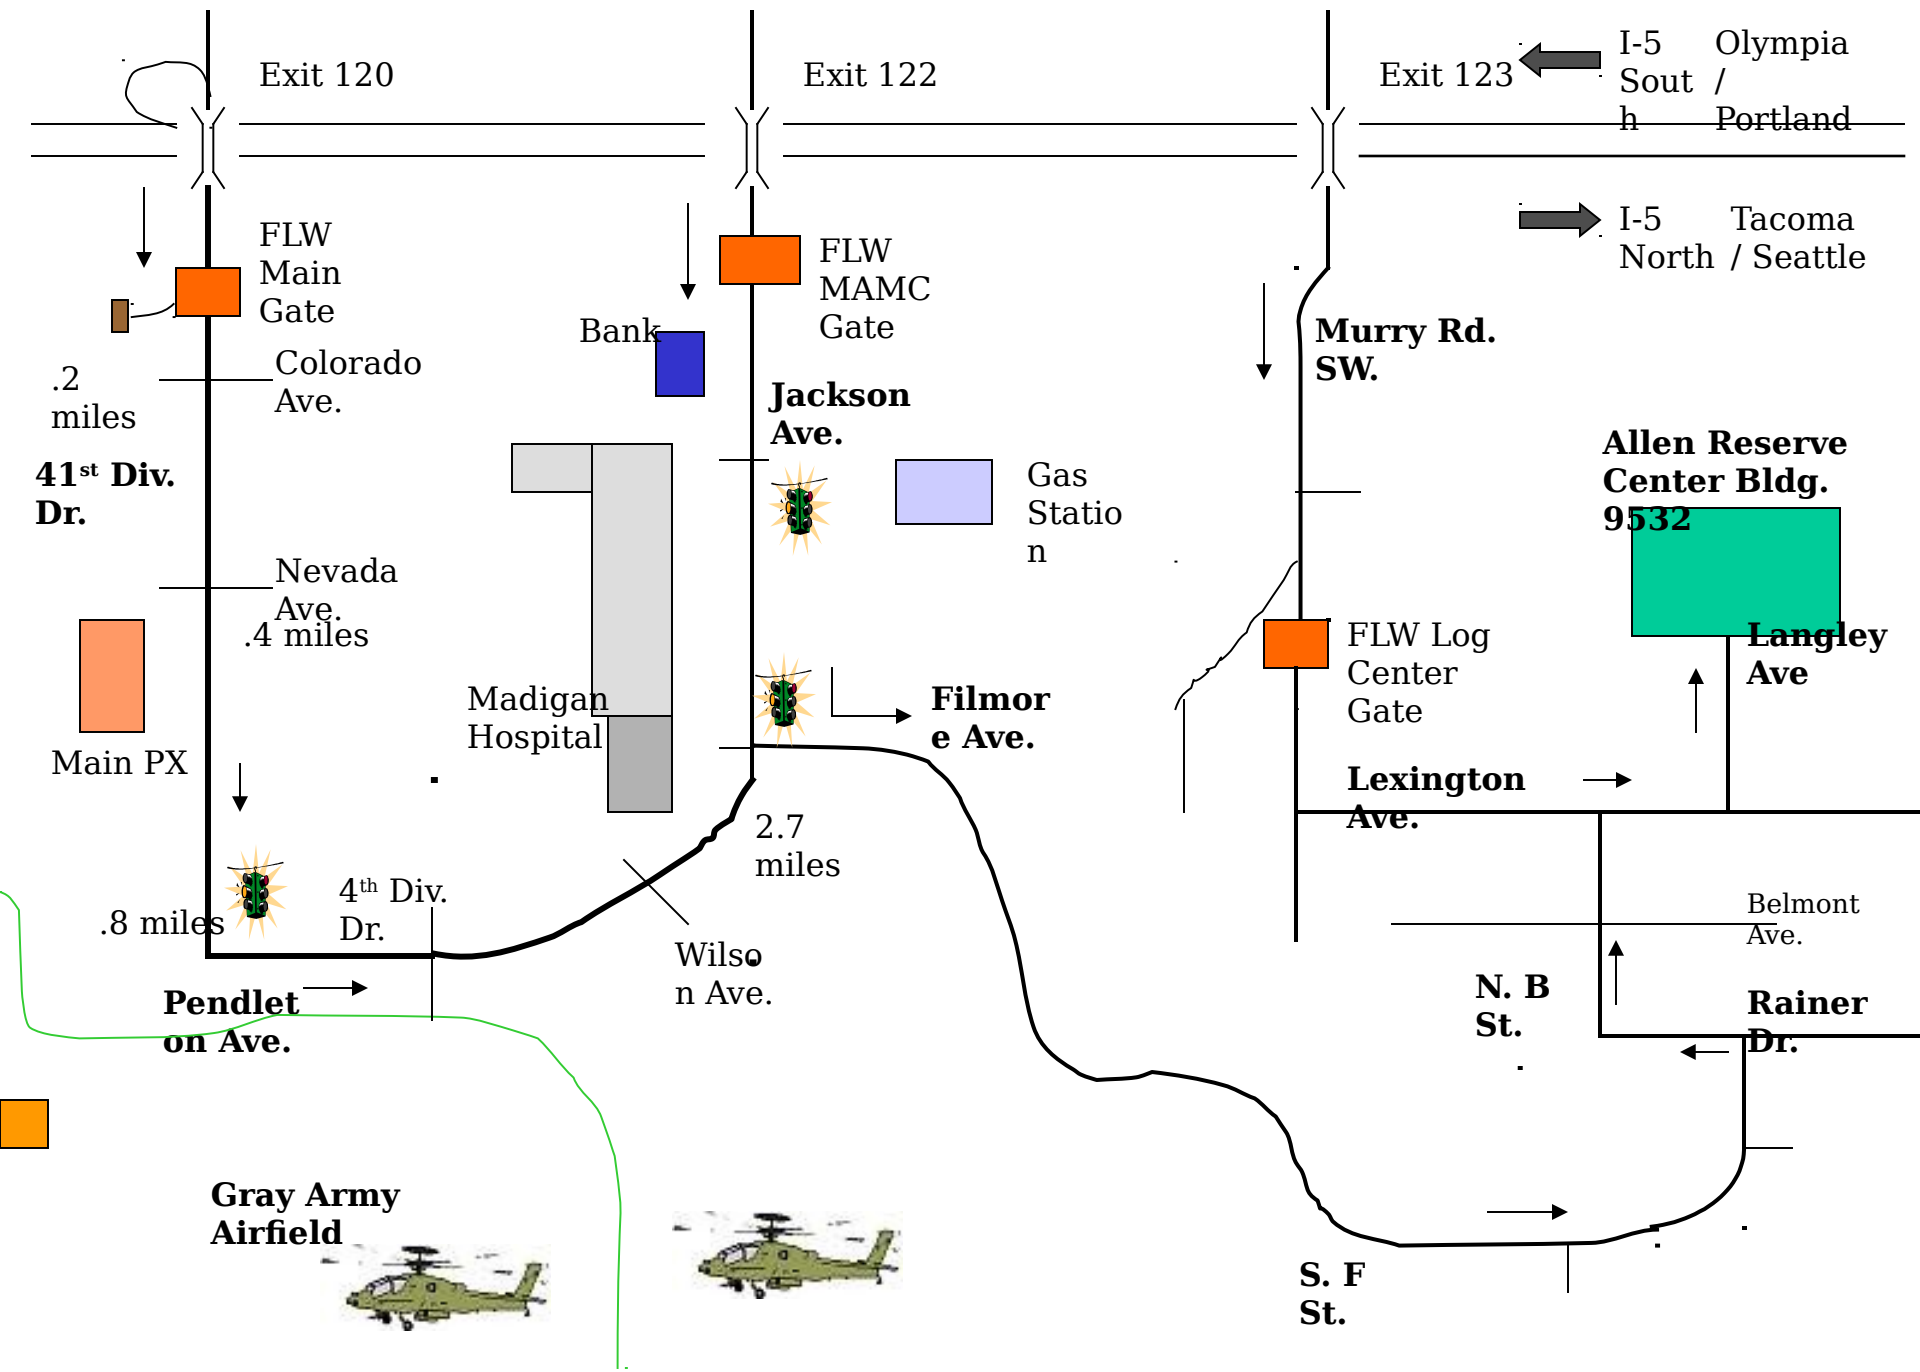 Exit 120
Exit 122
Exit 123
I-5
Sout
h
Olympia
/
Portland
I-5
North
Tacoma
/ Seattle
FLW
Main
Gate
FLW
MAMC
Gate
Bank
Murry Rd.
SW.
Colorado
Ave.
.2
miles
Jackson
Ave.
41st Div.
Dr.
Gas
Statio
n
Allen Reserve
Center Bldg.
9532
Nevada
Ave.
.4 miles
FLW Log
Center
Gate
Langley
Ave
Madigan
Hospital
Filmor
e Ave.
Main PX
Lexington
Ave.
2.7
miles
4th Div.
Dr.
.8 miles
Wilso
n Ave.
Belmont
Ave.
N. B
St.
Rainer
Dr.
Pendlet
on Ave.
Gray Army
Airfield
S. F
St.